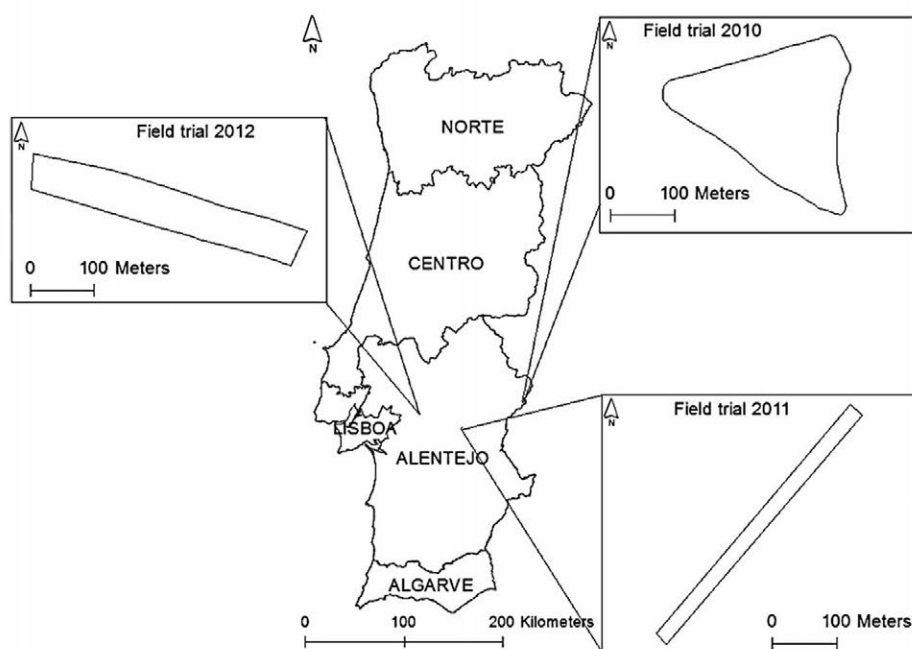 N
Field trial 2010
N
0 100 Meters
Field trial 2012
N
0 100 Meters
NORTE
CENTRO
LISBOA
ALENTEJO
ALGARVE
0 100 200 Kilometers
Field trial 2011
N
0 100 Meters